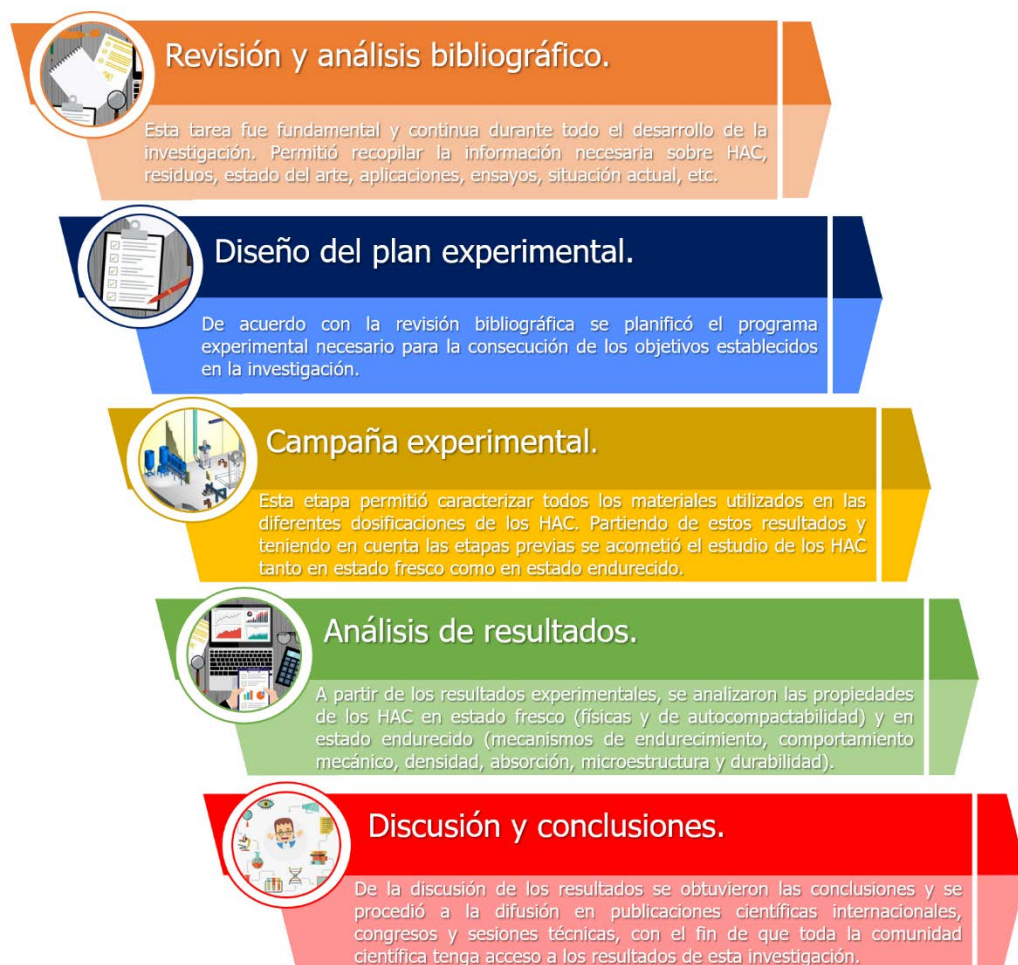 Revisión y análisis bibliográfico.
Esta tarea fue fundamental y continua durante todo el desarrollo de la
investigación. Permitió recopilar la información necesaria sobre HAC,
residuos, estado del arte, aplicaciones, ensayos, situación actual, etc.
Diseño del plan experimental.
De acuerdo con la revisión bibliográfica se planificó el programa
experimental necesario para la consecución de los objetivos establecidos
en la investigación.
Campaña experimental.
Esta etapa permitió caracterizar todos los materiales utilizados en las
diferentes dosificaciones de los HAC. Partiendo de estos resultados y
teniendo en cuenta las etapas previas se acometió el estudio de los HAC
tanto en estado fresco como en estado endurecido.
Análisis de resultados.
A partir de los resultados experimentales, se analizaron las propiedades
de los HAC en estado fresco (físicas y de autocompactabilidad) y en
estado endurecido (mecanismos de endurecimiento, comportamiento
mecánico, densidad, absorción, microestructura y durabilidad).
Discusión y conclusiones.
De la discusión de los resultados se obtuvieron las conclusiones y se
procedió a la difusión en publicaciones científicas internacionales,
congresos y sesiones técnicas, con el fin de que toda la comunidad
científica tenga acceso a los resultados de esta investigación.